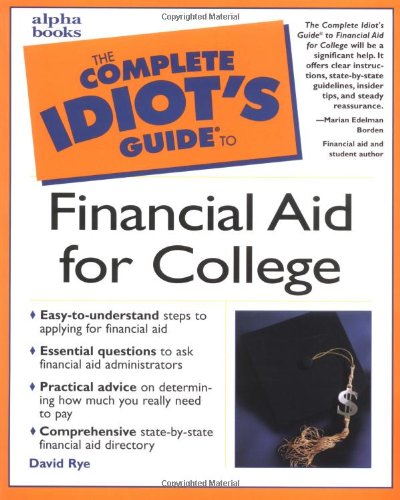 Copyrighted Material
alpha
books
THE
COMPLETE
IDIOT'S
GUIDE® TO
The Complete Idiot's
Guide® to Financial Aid
for College will be a
significant help. It
offers clear instruc-
tions, state-by-state
guidelines, insider
tips, and steady
reassurance.
—Marian Edelman
Borden
Financial aid and
student author
Financial Aid
for College
Easy-to-understand steps to
applying for financial aid
Essential questions to ask
financial aid administrators
Practical advice on determin-
ing how much you really need
to pay
Comprehensive state-by-state
financial aid directory
David Rye
$
Copyrighted Material